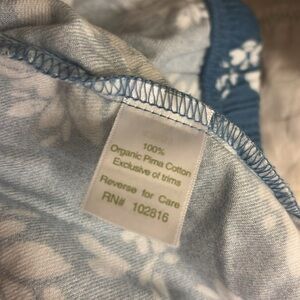 100%
Organic Pima Cotton
Exclusive of trims
Reverse for Care
RN# 102816